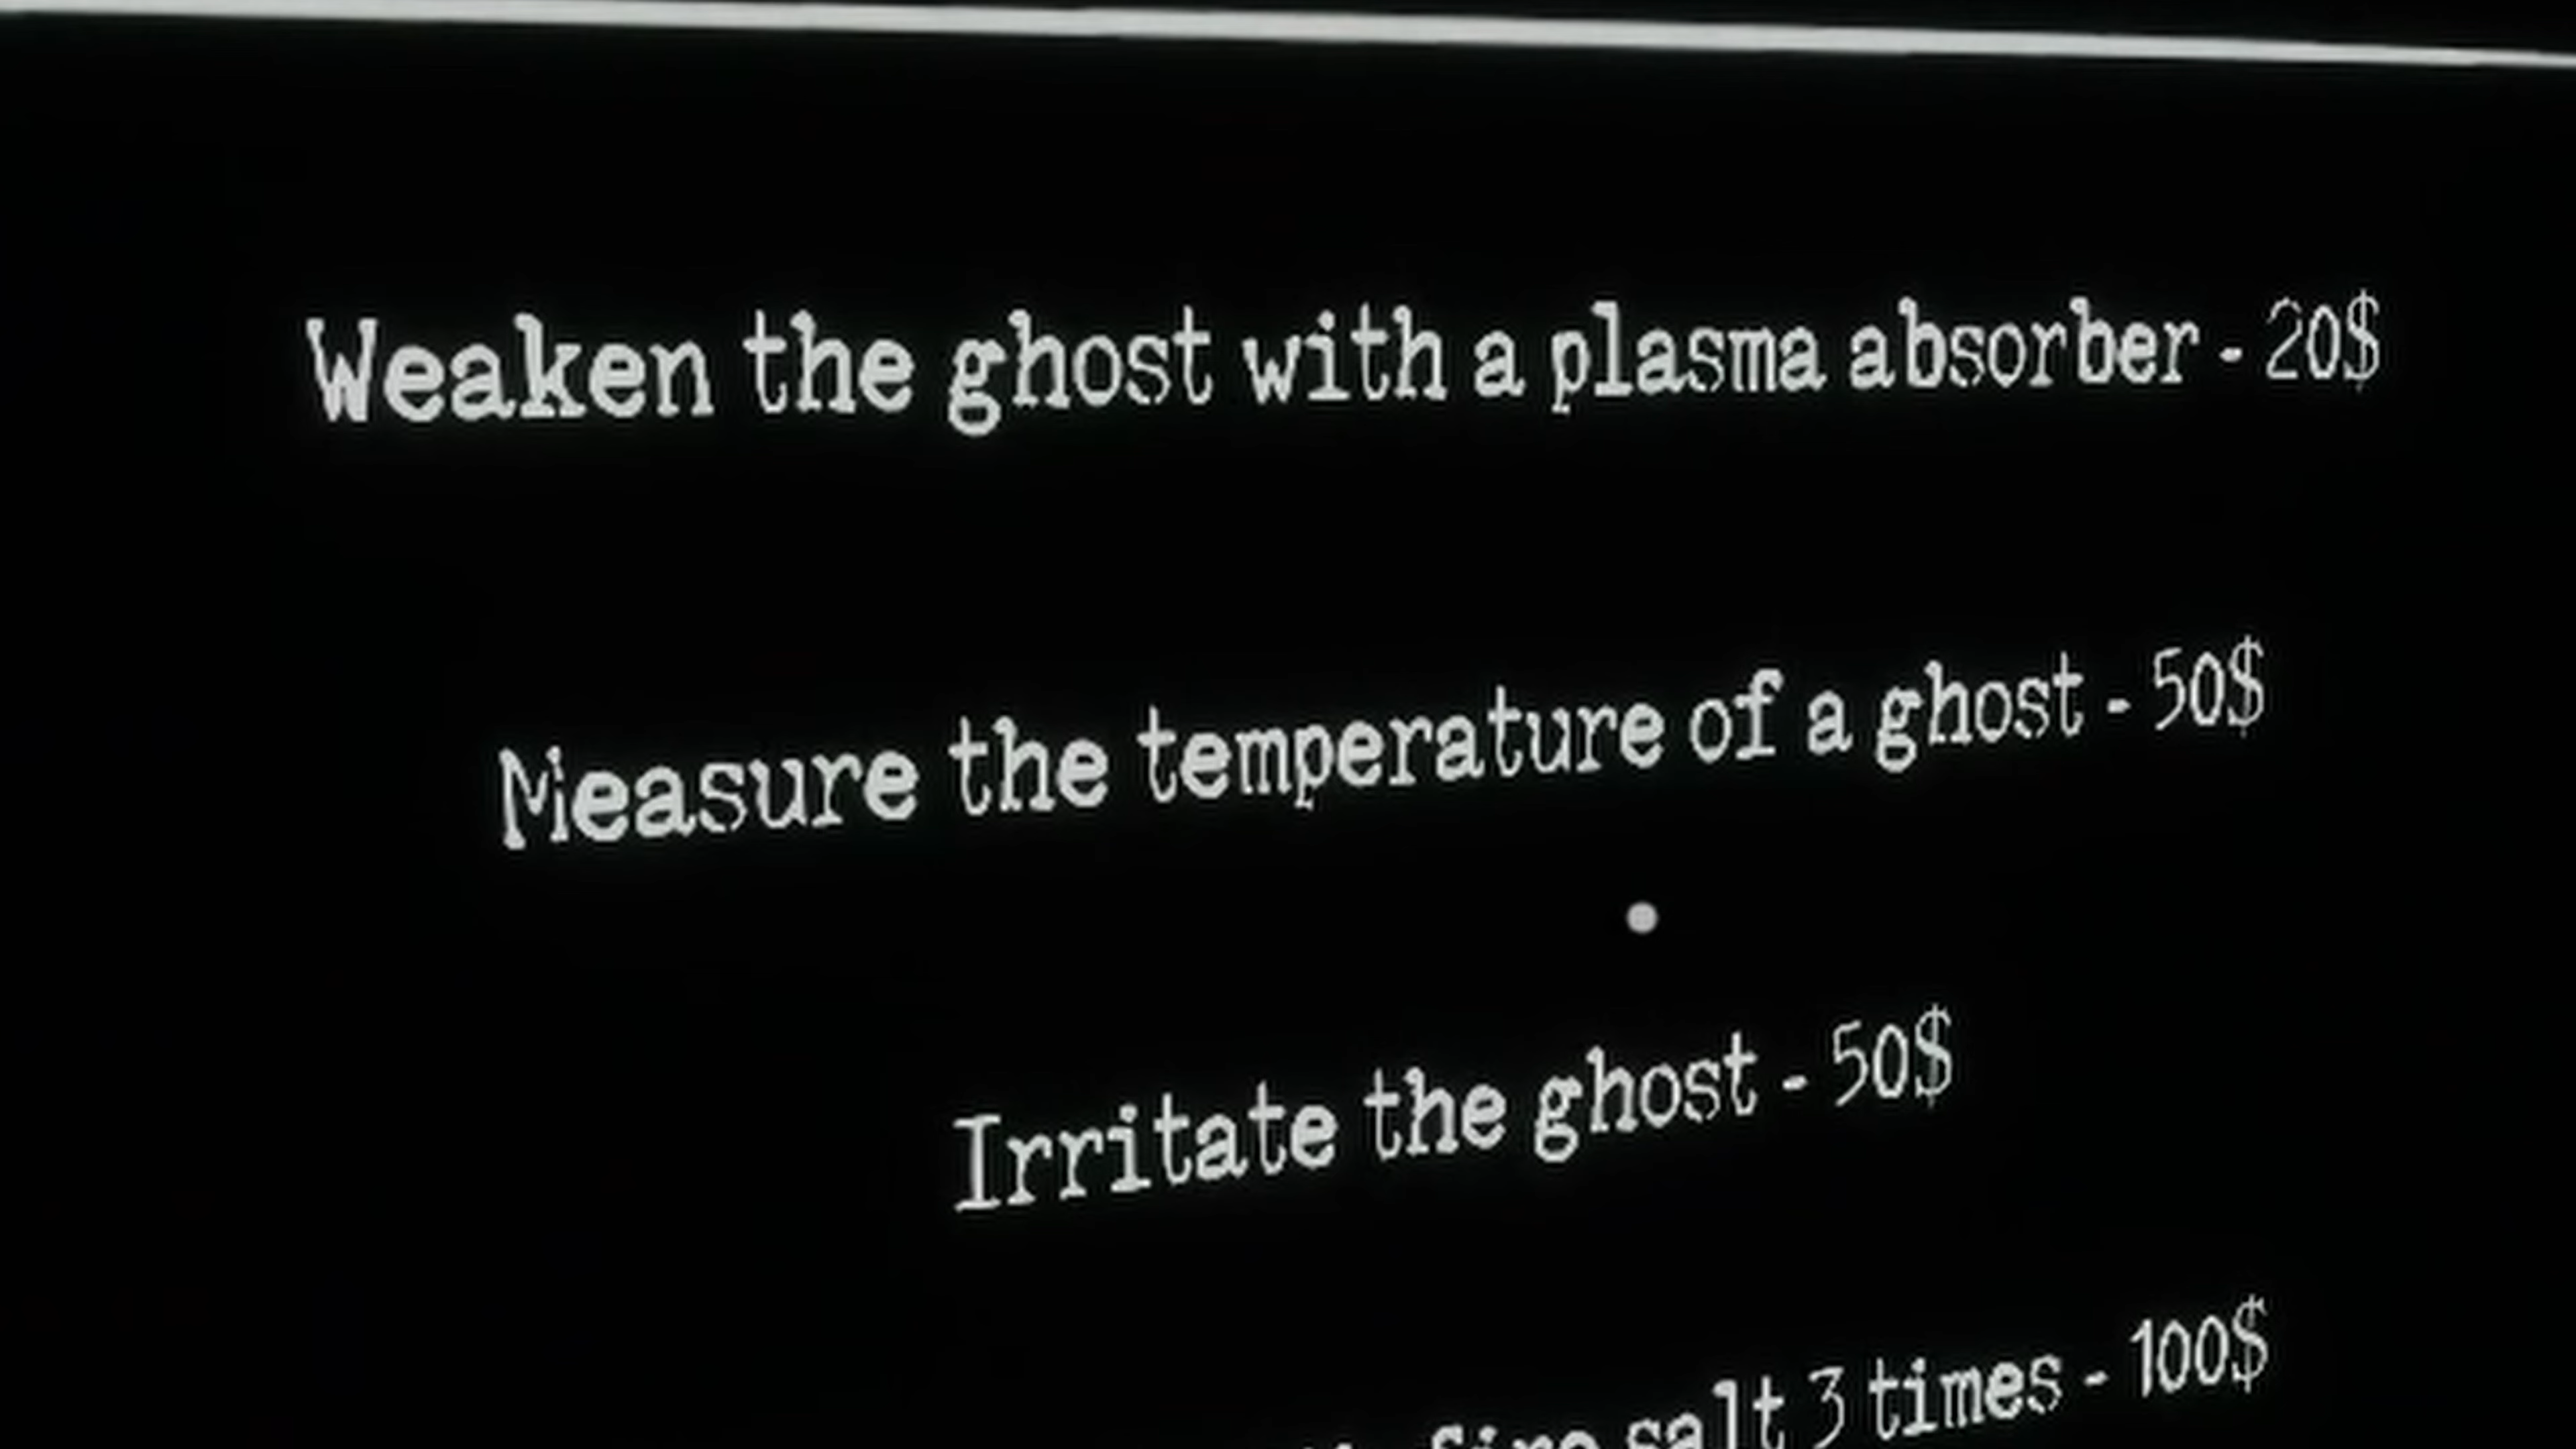 Weaken the ghost with a plasma absorber - 20$
Measure the temperature of a ghost - 50$
Irritate the ghost - 50$
fire salt 3 times - 100$